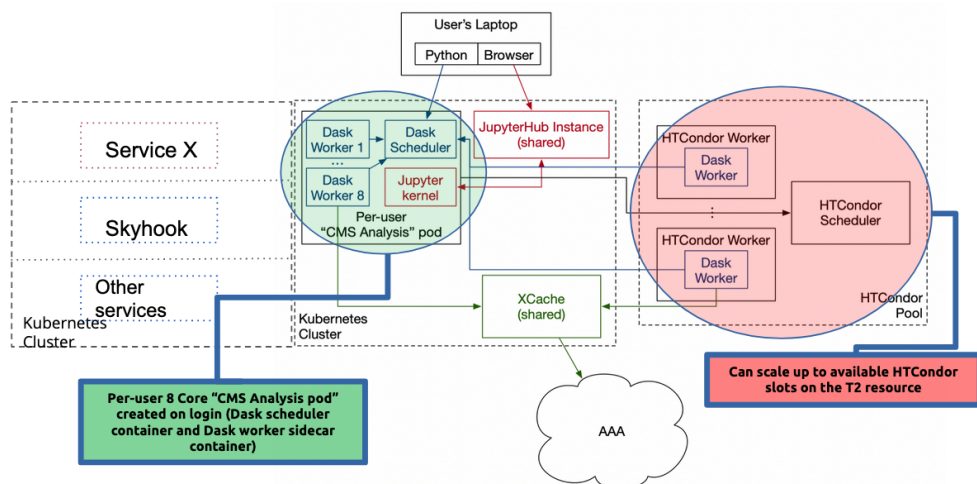 User's Laptop
Python
Browser
Service X
Skyhook
Other
services
Kubernetes
Cluster
Dask
Worker 1
...
Dask
Worker 8
Dask
Scheduler
Jupyter
kernel
Per-user
“CMS Analysis” pod
JupyterHub Instance
(shared)
Kubernetes
Cluster
XCache
(shared)
AAA
HTCondor Worker
Dask
Worker
⋮
HTCondor Worker
Dask
Worker
HTCondor
Scheduler
HTCondor
Pool
Per-user 8 Core “CMS Analysis pod”
created on login (Dask scheduler
container and Dask worker sidecar
container)
Can scale up to available HTCondor
slots on the T2 resource